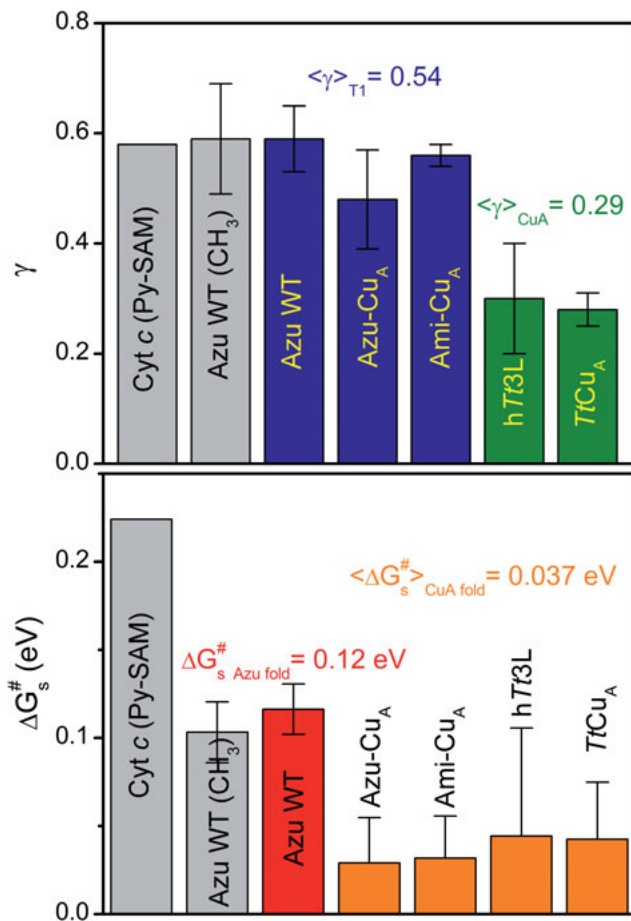 0.8
<γ>T1 = 0.54
0.6
<γ>CuA = 0.29
0.4
γ
0.2
0.0
Cyt c (Py-SAM)
Azu WT (CH3)
Azu WT
Azu-CuA
Ami-CuA
hTt3L
TtCuA
0.2
<ΔGs#>CuA fold = 0.037 eV
ΔGs# Azu fold = 0.12 eV
ΔGs# (eV)
0.1
0.0
Cyt c (Py-SAM)
Azu WT (CH3)
Azu WT
Azu-CuA
Ami-CuA
hTt3L
TtCuA